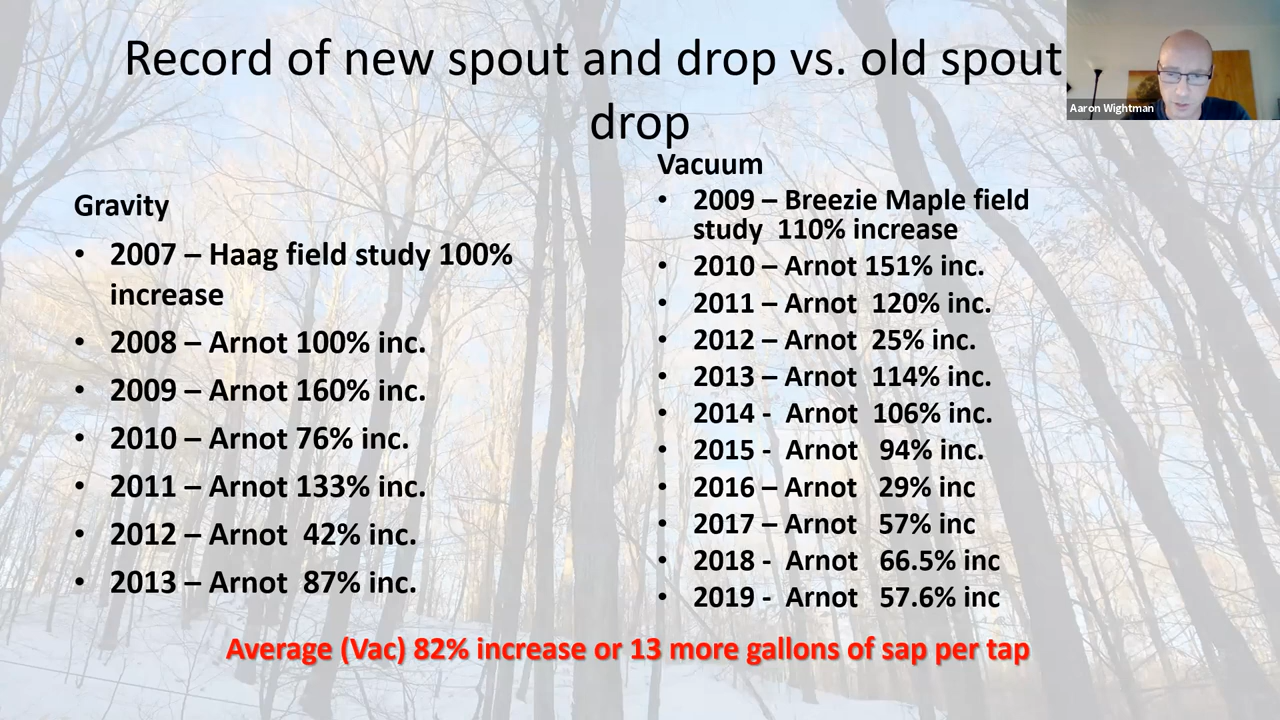 Record of new spout and drop vs. old spout
drop
Aaron Wightman
Gravity
• 2007 – Haag field study 100%
increase
• 2008 – Arnot 100% inc.
• 2009 – Arnot 160% inc.
• 2010 – Arnot 76% inc.
• 2011 – Arnot 133% inc.
• 2012 – Arnot 42% inc.
• 2013 – Arnot 87% inc.
Vacuum
• 2009 – Breezie Maple field
study 110% increase
• 2010 – Arnot 151% inc.
• 2011 – Arnot 120% inc.
• 2012 – Arnot 25% inc.
• 2013 – Arnot 114% inc.
• 2014 - Arnot 106% inc.
• 2015 - Arnot 94% inc.
• 2016 – Arnot 29% inc
• 2017 – Arnot 57% inc
• 2018 - Arnot 66.5% inc
• 2019 - Arnot 57.6% inc
Average (Vac) 82% increase or 13 more gallons of sap per tap